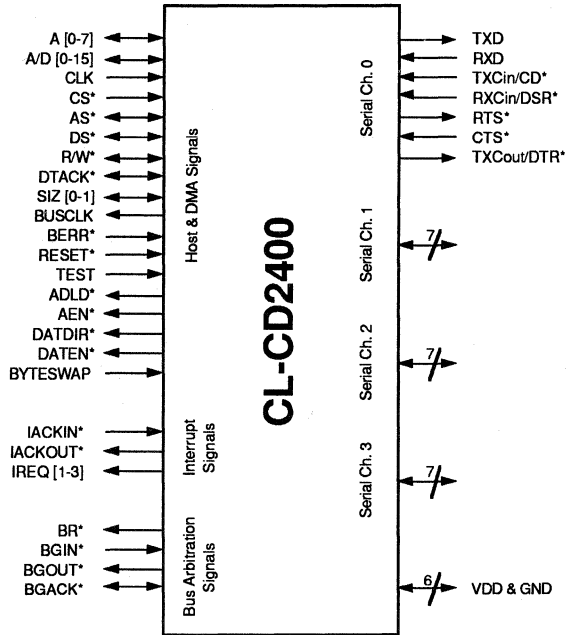 A [0-7]
A/D [0-15]
CLK
CS*
AS*
DS*
R/W*
DTACK*
SIZ [0-1]
BUSCLK
BERR*
RESET*
TEST
ADLD*
AEN*
DATDIR*
DATEN*
BYTESWAP
IACKIN*
IACKOUT*
IREQ [1-3]
BR*
BGIN*
BGOUT*
BGACK*
Host & DMA Signals
Interrupt
Signals
Bus Arbitration
Signals
CL-CD2400
Serial Ch. 0
Serial Ch. 1
Serial Ch. 2
Serial Ch. 3
TXD
RXD
TXCin/CD*
RXCin/DSR*
RTS*
CTS*
TXCout/DTR*
7
7
7
6
VDD & GND